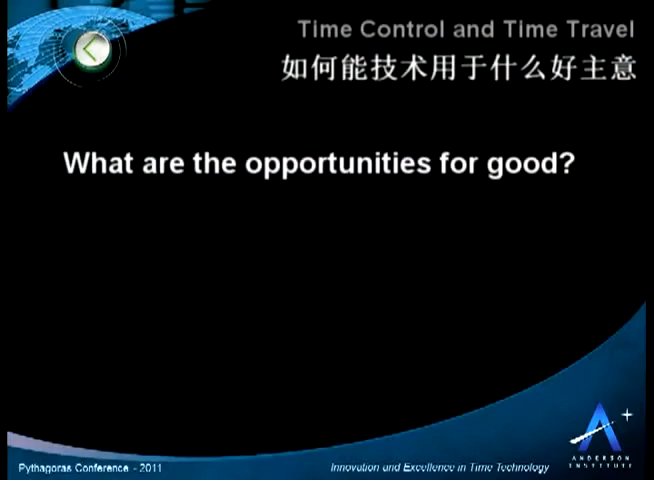 Time Control and Time Travel
如何能技术用于什么好主意
What are the opportunities for good?
Pythagoras Conference - 2011
Innovation and Excellence in Time Technology
ANDERSON
INSTITUTE